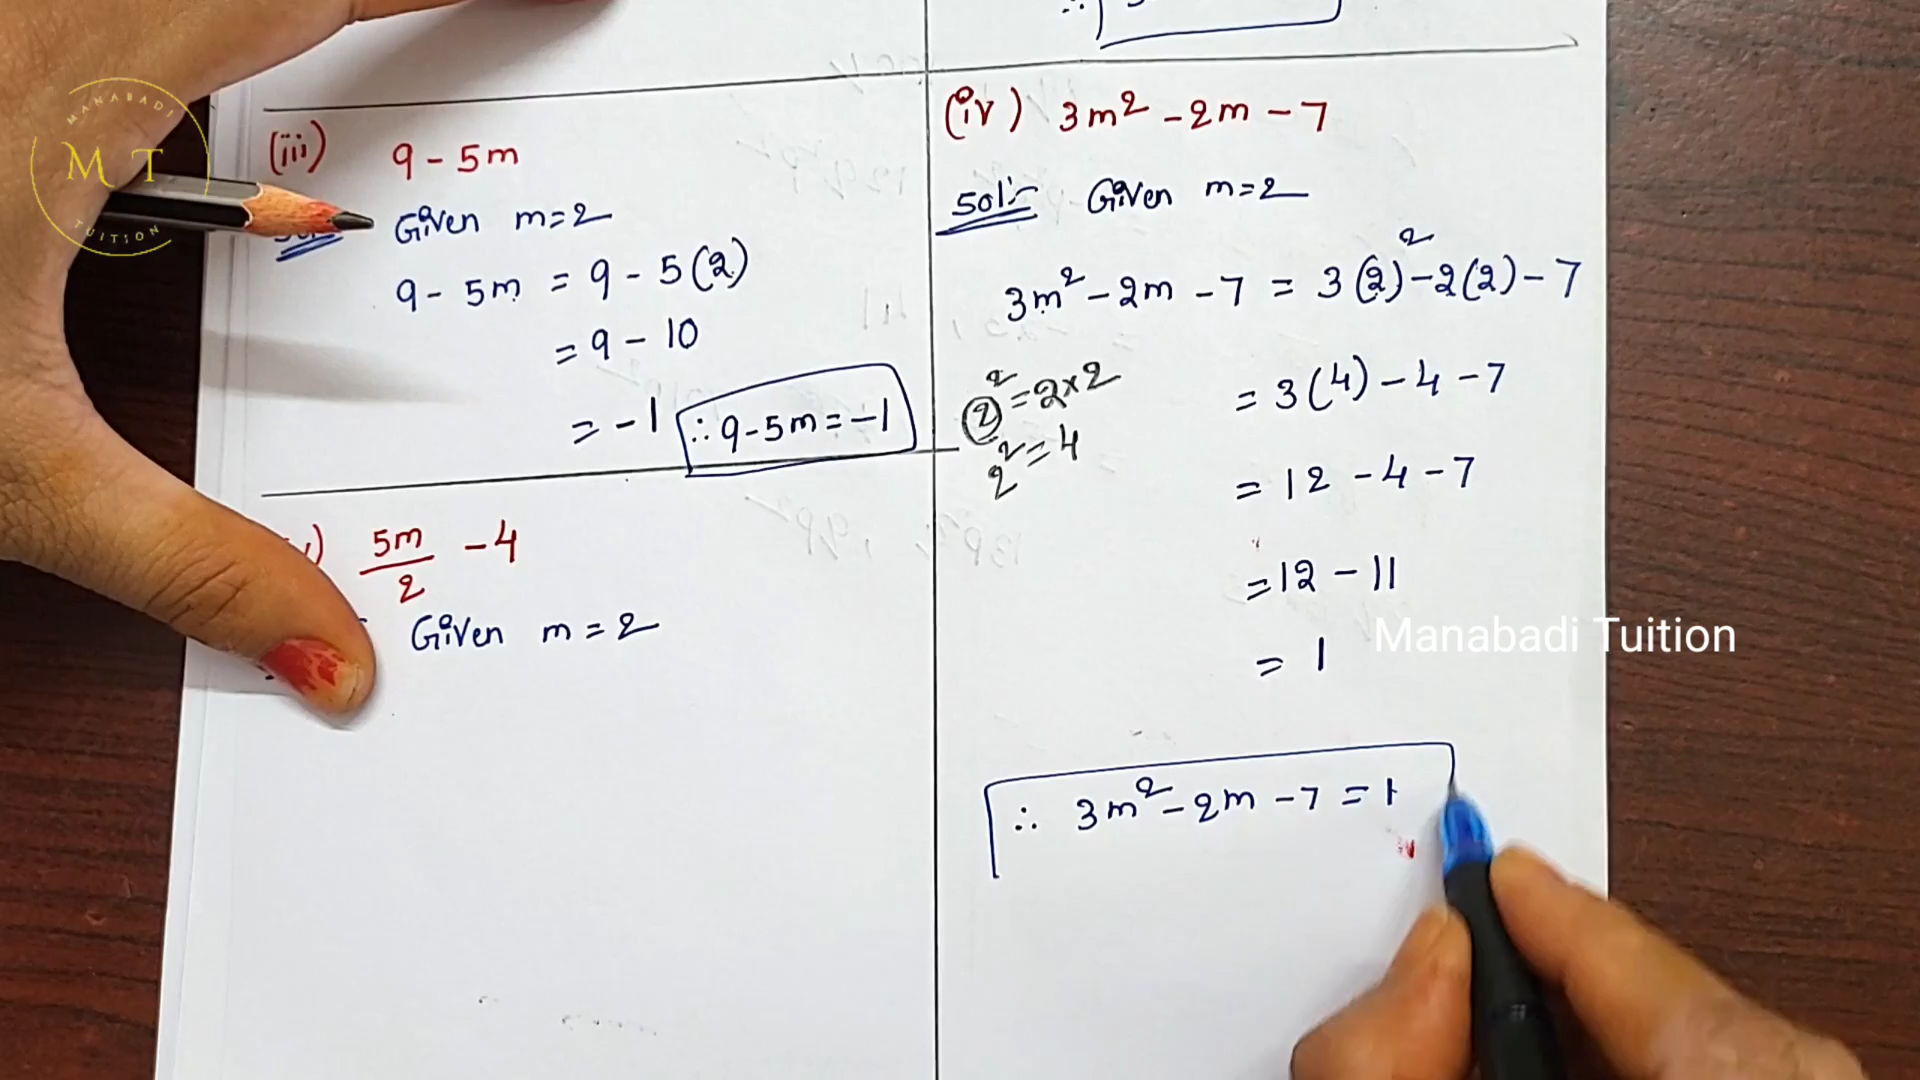 MANABADI
M T
TUITION
(iii) 9 - 5m
Given m=2
9 - 5m = 9 - 5(2)
= 9 - 10
= -1 ∴ 9-5m = -1
5m/2 - 4
Given m = 2
(iv) 3m² - 2m - 7
Sol:- Given m=2
3m² - 2m - 7 = 3(2)² - 2(2) - 7
2² = 2×2
2² = 4
= 3(4) - 4 - 7
= 12 - 4 - 7
= 12 - 11
= 1
Manabadi Tuition
∴ 3m² - 2m - 7 = 1